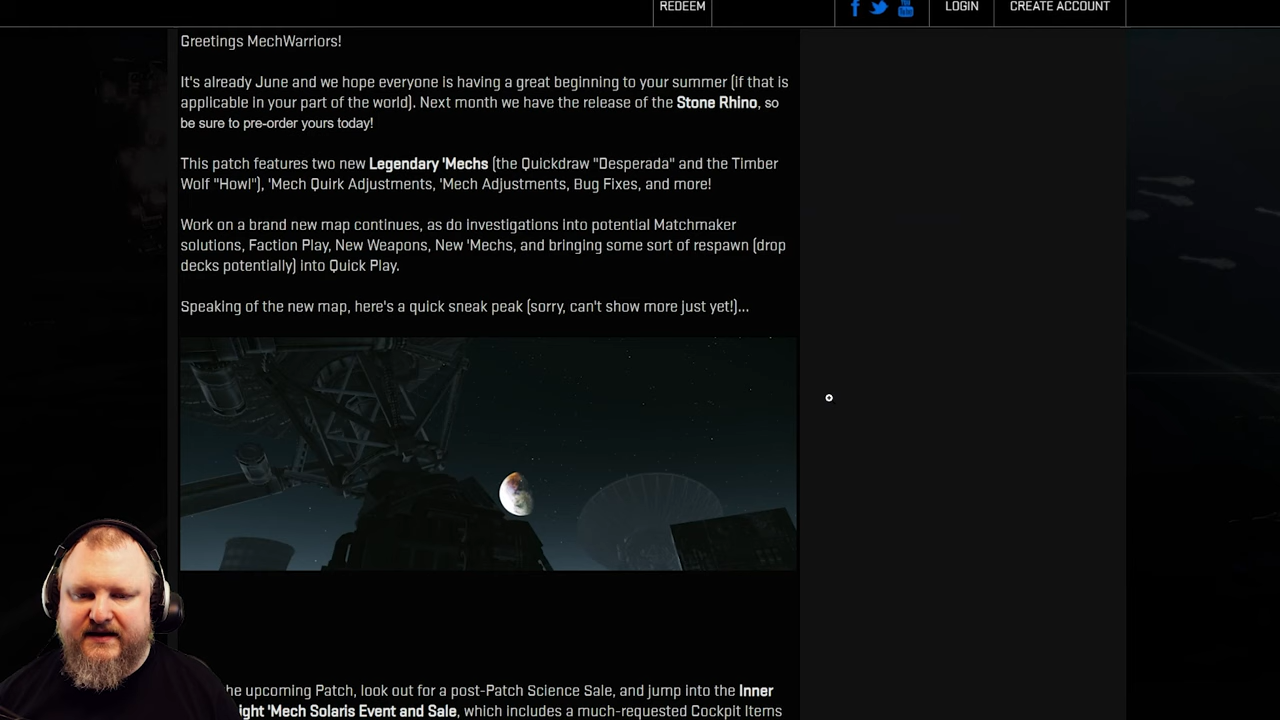 REDEEM
LOGIN
CREATE ACCOUNT
Greetings MechWarriors!
It's already June and we hope everyone is having a great beginning to your summer (if that is
applicable in your part of the world). Next month we have the release of the Stone Rhino, so
be sure to pre-order yours today!
This patch features two new Legendary 'Mechs (the Quickdraw "Desperada" and the Timber
Wolf "Howl"), 'Mech Quirk Adjustments, 'Mech Adjustments, Bug Fixes, and more!
Work on a brand new map continues, as do investigations into potential Matchmaker
solutions, Faction Play, New Weapons, New 'Mechs, and bringing some sort of respawn (drop
decks potentially) into Quick Play.
Speaking of the new map, here's a quick sneak peak (sorry, can't show more just yet!)...
he upcoming Patch, look out for a post-Patch Science Sale, and jump into the Inner
ight 'Mech Solaris Event and Sale, which includes a much-requested Cockpit Items